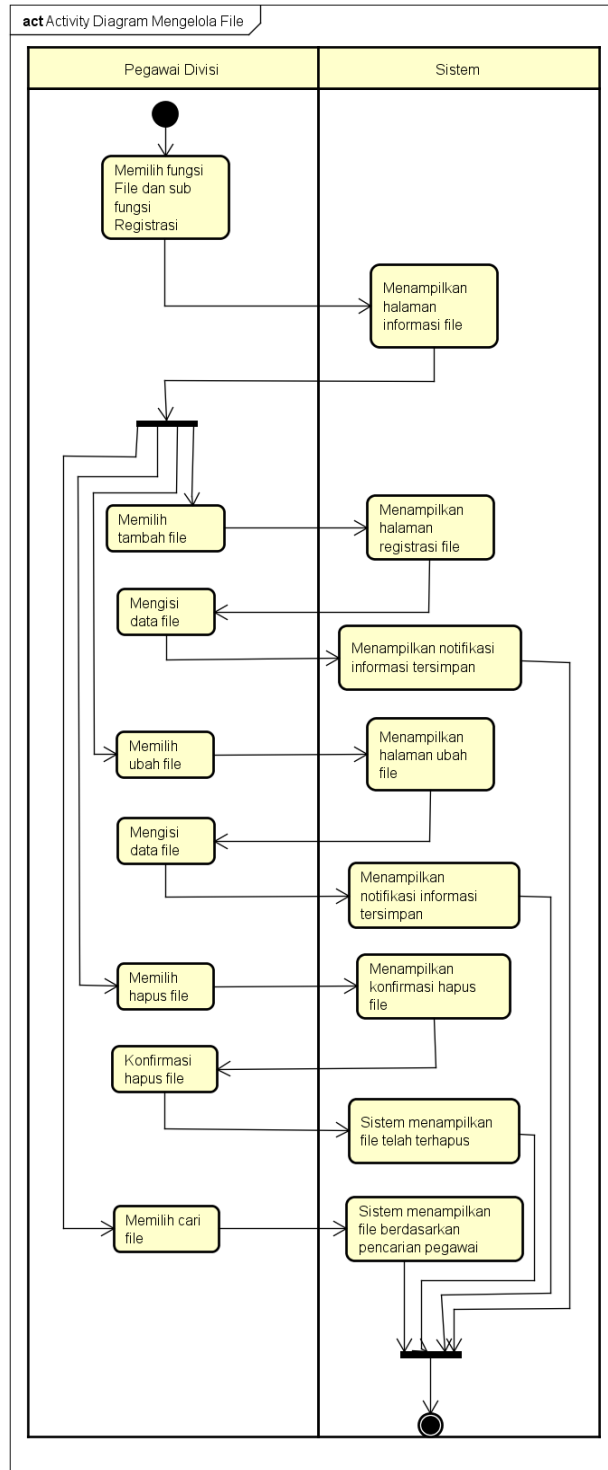 act Activity Diagram Mengelola File
Pegawai Divisi
Sistem
Memilih fungsi
File dan sub
fungsi
Registrasi
Menampilkan
halaman
informasi file
Memilih
tambah file
Menampilkan
halaman
registrasi file
Mengisi
data file
Menampilkan notifikasi
informasi tersimpan
Memilih
ubah file
Menampilkan
halaman ubah
file
Mengisi
data file
Menampilkan
notifikasi informasi
tersimpan
Memilih
hapus file
Menampilkan
konfirmasi hapus
file
Konfirmasi
hapus file
Sistem menampilkan
file telah terhapus
Memilih cari
file
Sistem menampilkan
file berdasarkan
pencarian pegawai